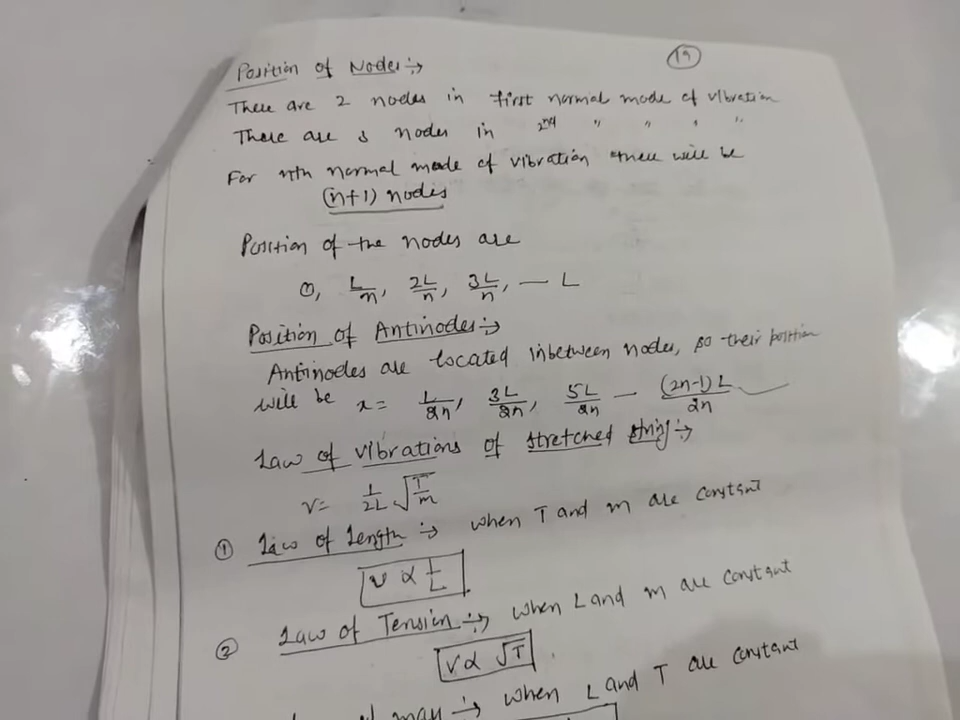 19
Position of Nodes :→
There are 2 nodes in first normal mode of vibration
There are 3 nodes in 2nd " " " "
For nth normal mode of vibration there will be
(n+1) nodes
Position of the nodes are
0, L/n, 2L/n, 3L/n, — L
Position of Antinodes :→
Antinodes are located inbetween nodes, so their position
will be x = L/2n, 3L/2n, 5L/2n — (2n-1)L/2n
Law of vibrations of stretched string :→
ν = 1/2L √T/m
① Law of Length :→ when T and m are constant
ν ∝ 1/L
② Law of Tension :→ when L and m are constant
ν ∝ √T
:→ when L and T are constant